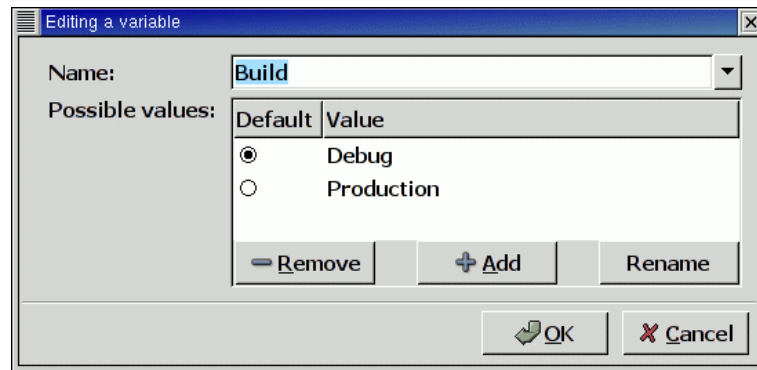 Editing a variable
Name: Build
Possible values:
Default Value
Debug
Production
Remove Add Rename
OK Cancel